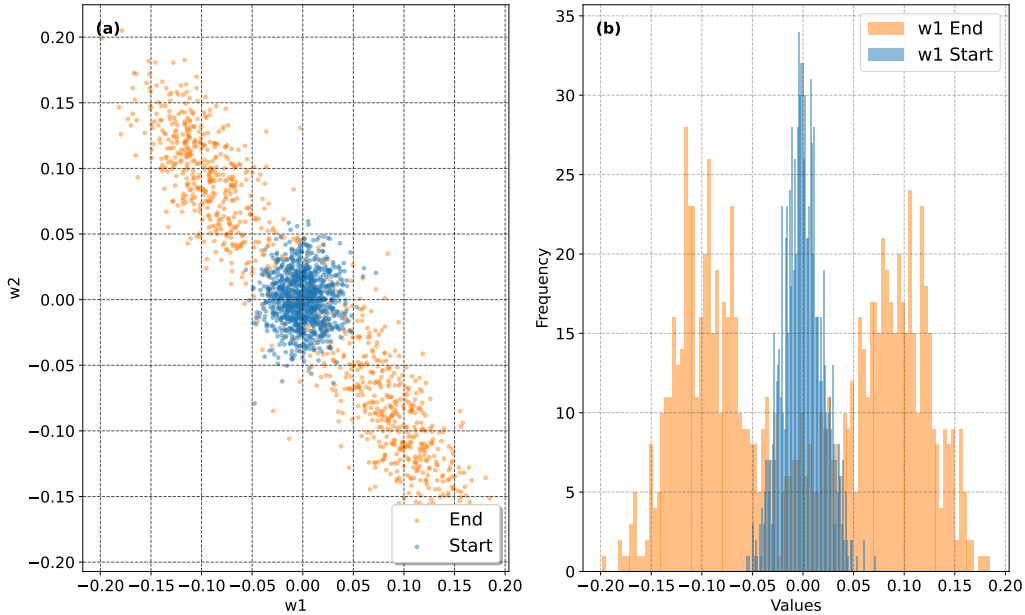 (a)
w2
0.20
0.15
0.10
0.05
0.00
−0.05
−0.10
−0.15
−0.20
−0.20 −0.15 −0.10 −0.05 0.00 0.05 0.10 0.15 0.20
w1
End
Start
(b)
Frequency
35
30
25
20
15
10
5
0
−0.20 −0.15 −0.10 −0.05 0.00 0.05 0.10 0.15 0.20
Values
w1 End
w1 Start